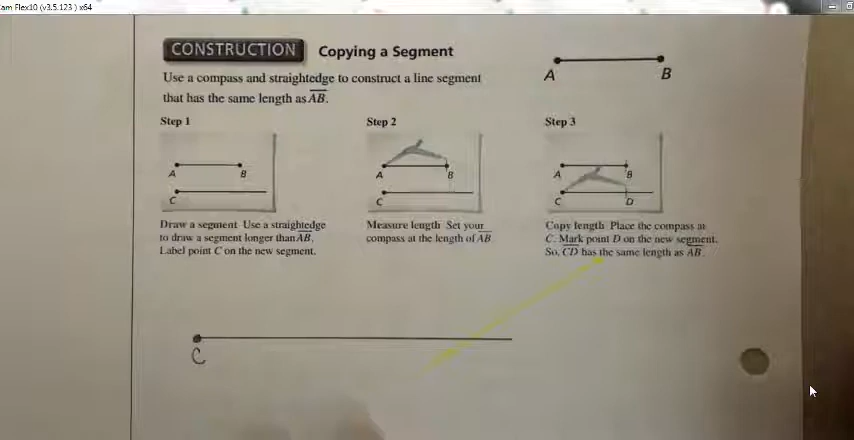 am Flex10 (v3.5.123 ) x64
CONSTRUCTION Copying a Segment
Use a compass and straightedge to construct a line segment
that has the same length as AB.
A B
Step 1
A B
C
Draw a segment Use a straightedge
to draw a segment longer than AB.
Label point C on the new segment.
Step 2
A B
C
Measure length Set your
compass at the length of AB
Step 3
A B
C D
Copy length Place the compass at
C. Mark point D on the new segment.
So, CD has the same length as AB.
C